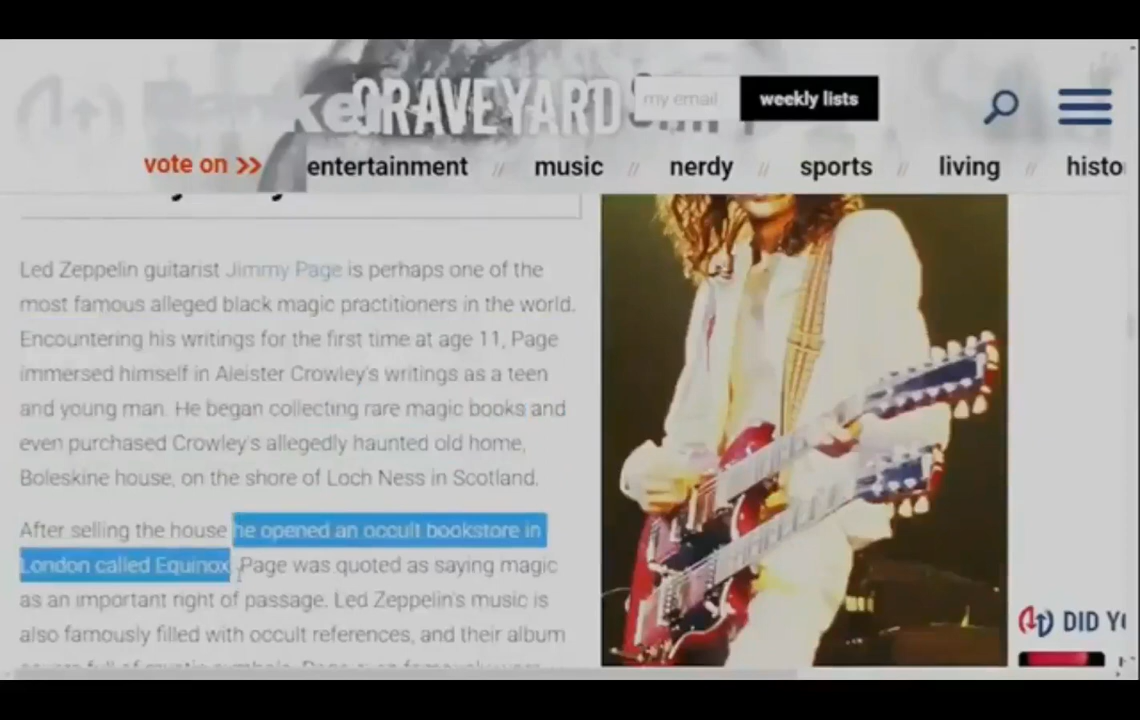 Ranker GRAVEYARD SHIFT my email weekly lists
vote on >> entertainment // music // nerdy // sports // living // histo
Led Zeppelin guitarist Jimmy Page is perhaps one of the
most famous alleged black magic practitioners in the world.
Encountering his writings for the first time at age 11, Page
immersed himself in Aleister Crowley's writings as a teen
and young man. He began collecting rare magic books and
even purchased Crowley's allegedly haunted old home,
Boleskine house, on the shore of Loch Ness in Scotland.
After selling the house he opened an occult bookstore in
London called Equinox. Page was quoted as saying magic
as an important right of passage. Led Zeppelin's music is
also famously filled with occult references, and their album
DID Y